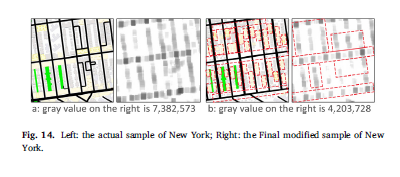 a: gray value on the right is 7,382,573 b: gray value on the right is 4,203,728
Fig. 14. Left: the actual sample of New York; Right: the Final modified sample of New
York.